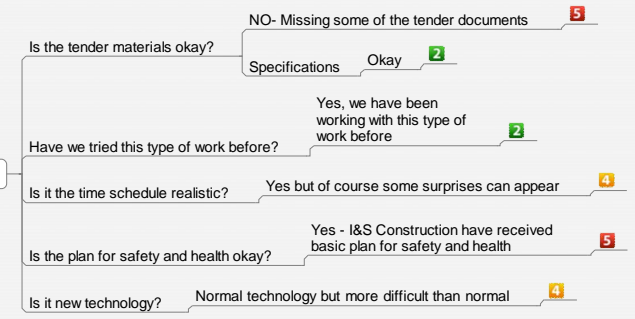 Is the tender materials okay?
NO- Missing some of the tender documents
5
Specifications
Okay
2
Have we tried this type of work before?
Yes, we have been
working with this type of
work before
2
Is it the time schedule realistic?
Yes but of course some surprises can appear
4
Is the plan for safety and health okay?
Yes - I&S Construction have received
basic plan for safety and health
5
Is it new technology?
Normal technology but more difficult than normal
4